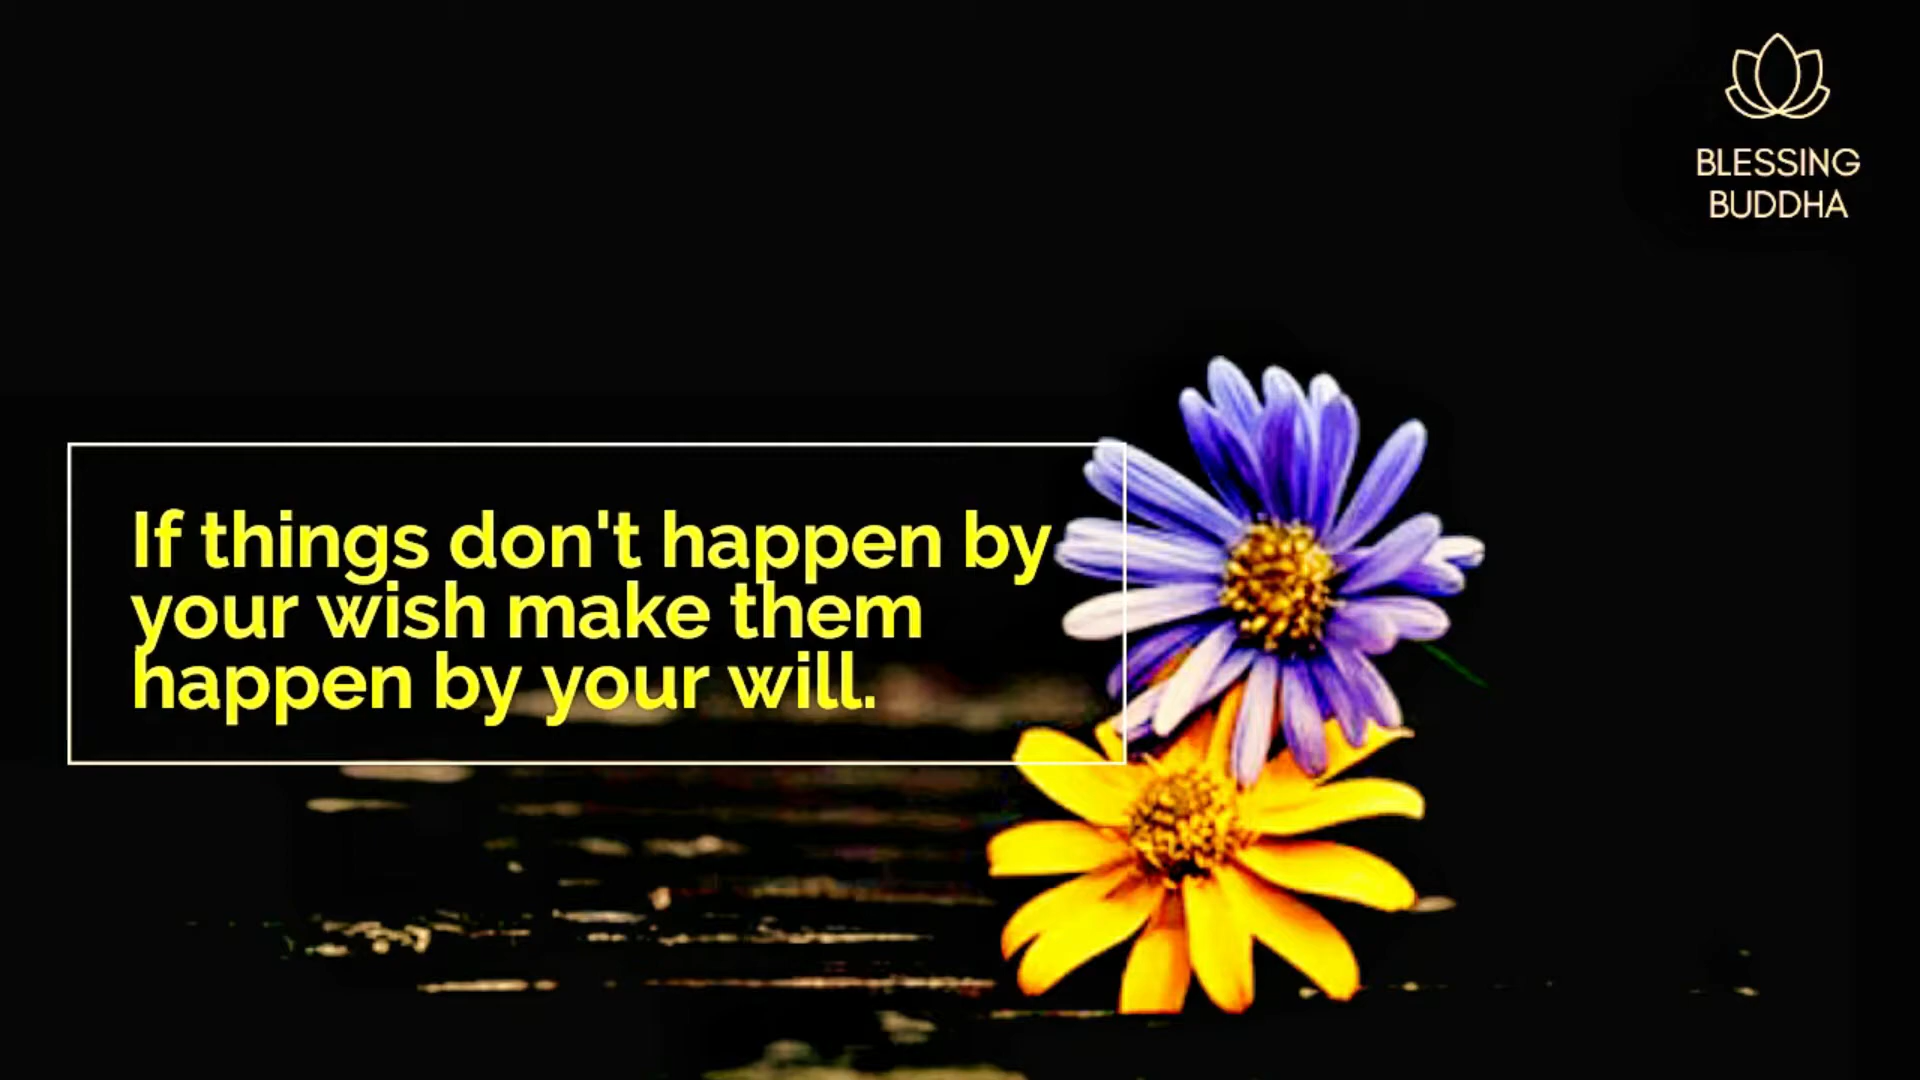 BLESSING
BUDDHA
If things don't happen by
your wish make them
happen by your will.